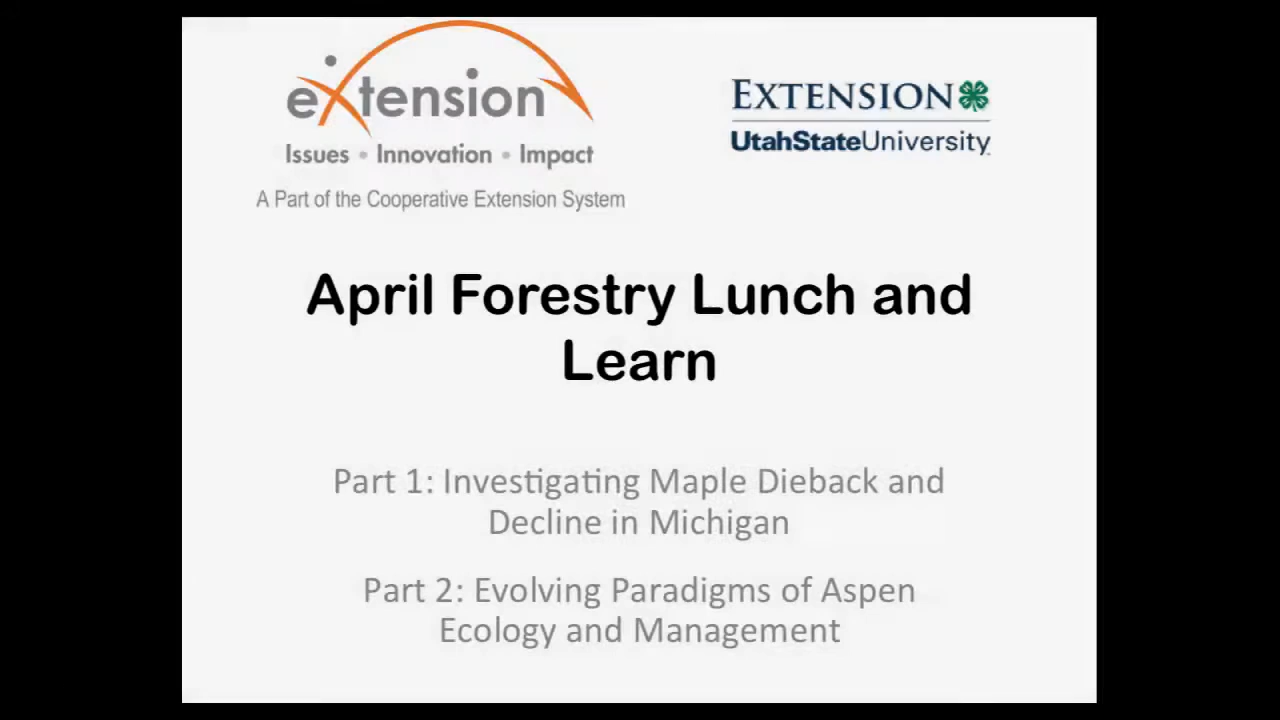 eXtension
Issues • Innovation • Impact
A Part of the Cooperative Extension System
EXTENSION
UtahStateUniversity
April Forestry Lunch and
Learn
Part 1: Investigating Maple Dieback and
Decline in Michigan
Part 2: Evolving Paradigms of Aspen
Ecology and Management